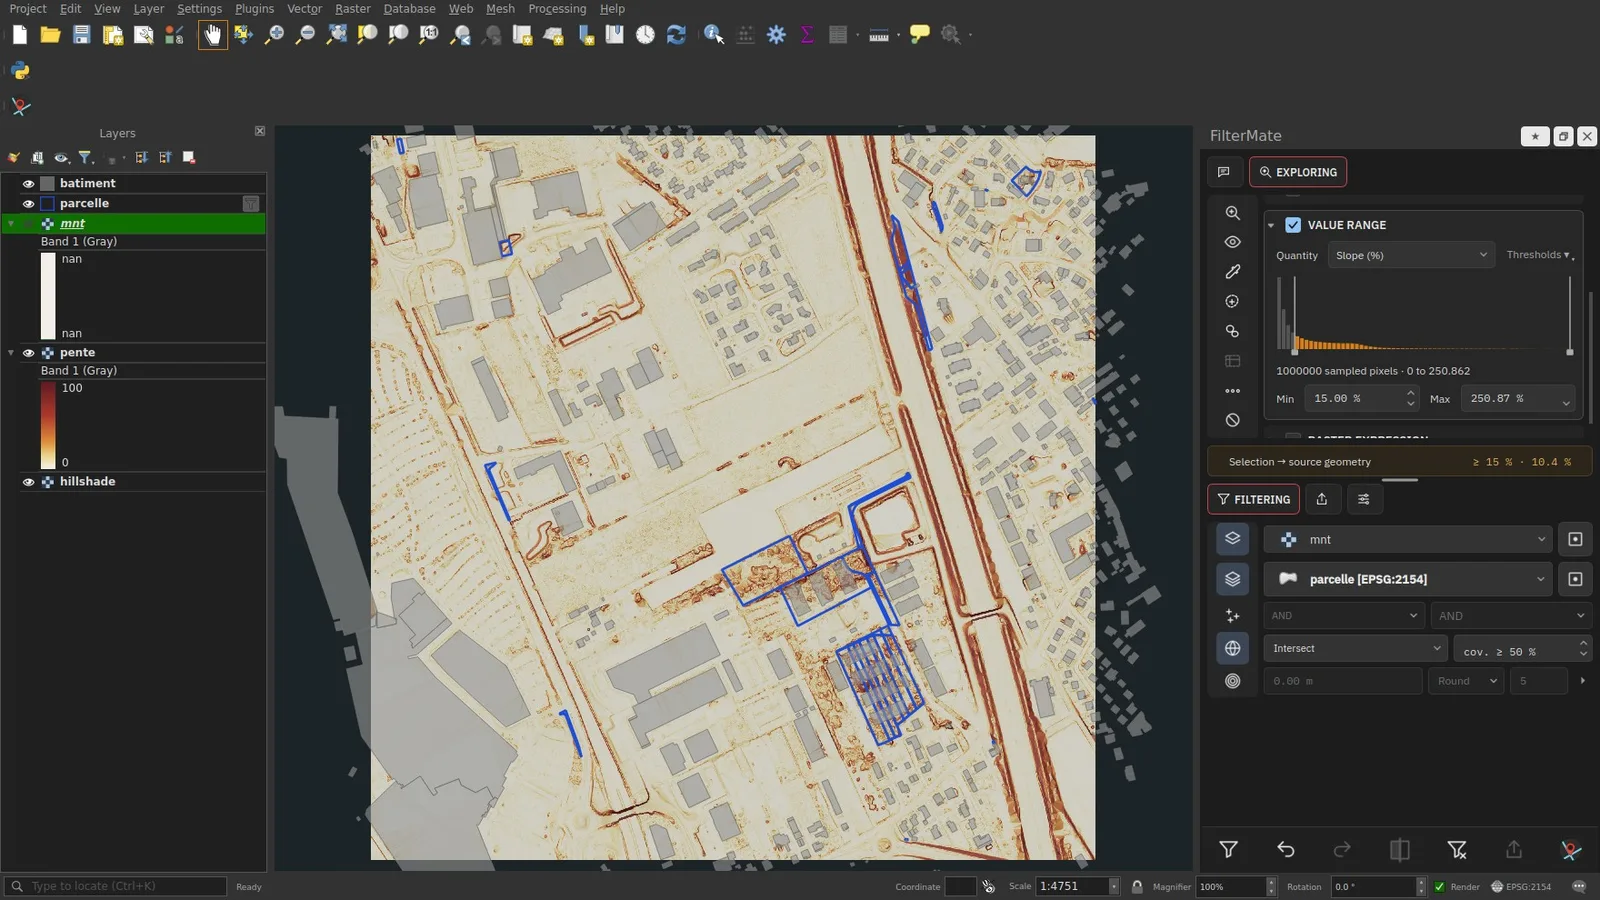 Project Edit View Layer Settings Plugins Vector Raster Database Web Mesh Processing Help
Layers
batiment
parcelle
mnt
Band 1 (Gray)
nan
nan
pente
Band 1 (Gray)
100
0
hillshade
FilterMate
EXPLORING
VALUE RANGE
Quantity Slope (%) Thresholds
1000000 sampled pixels · 0 to 250.862
Min 15.00 % Max 250.87 %
Selection → source geometry ≥ 15 % · 10.4 %
FILTERING
mnt
parcelle [EPSG:2154]
AND AND
Intersect cov. ≥ 50 %
0.00 m Round 5
Type to locate (Ctrl+K) Ready Coordinate Scale 1:4751 Magnifier 100% Rotation 0.0 ° Render EPSG:2154